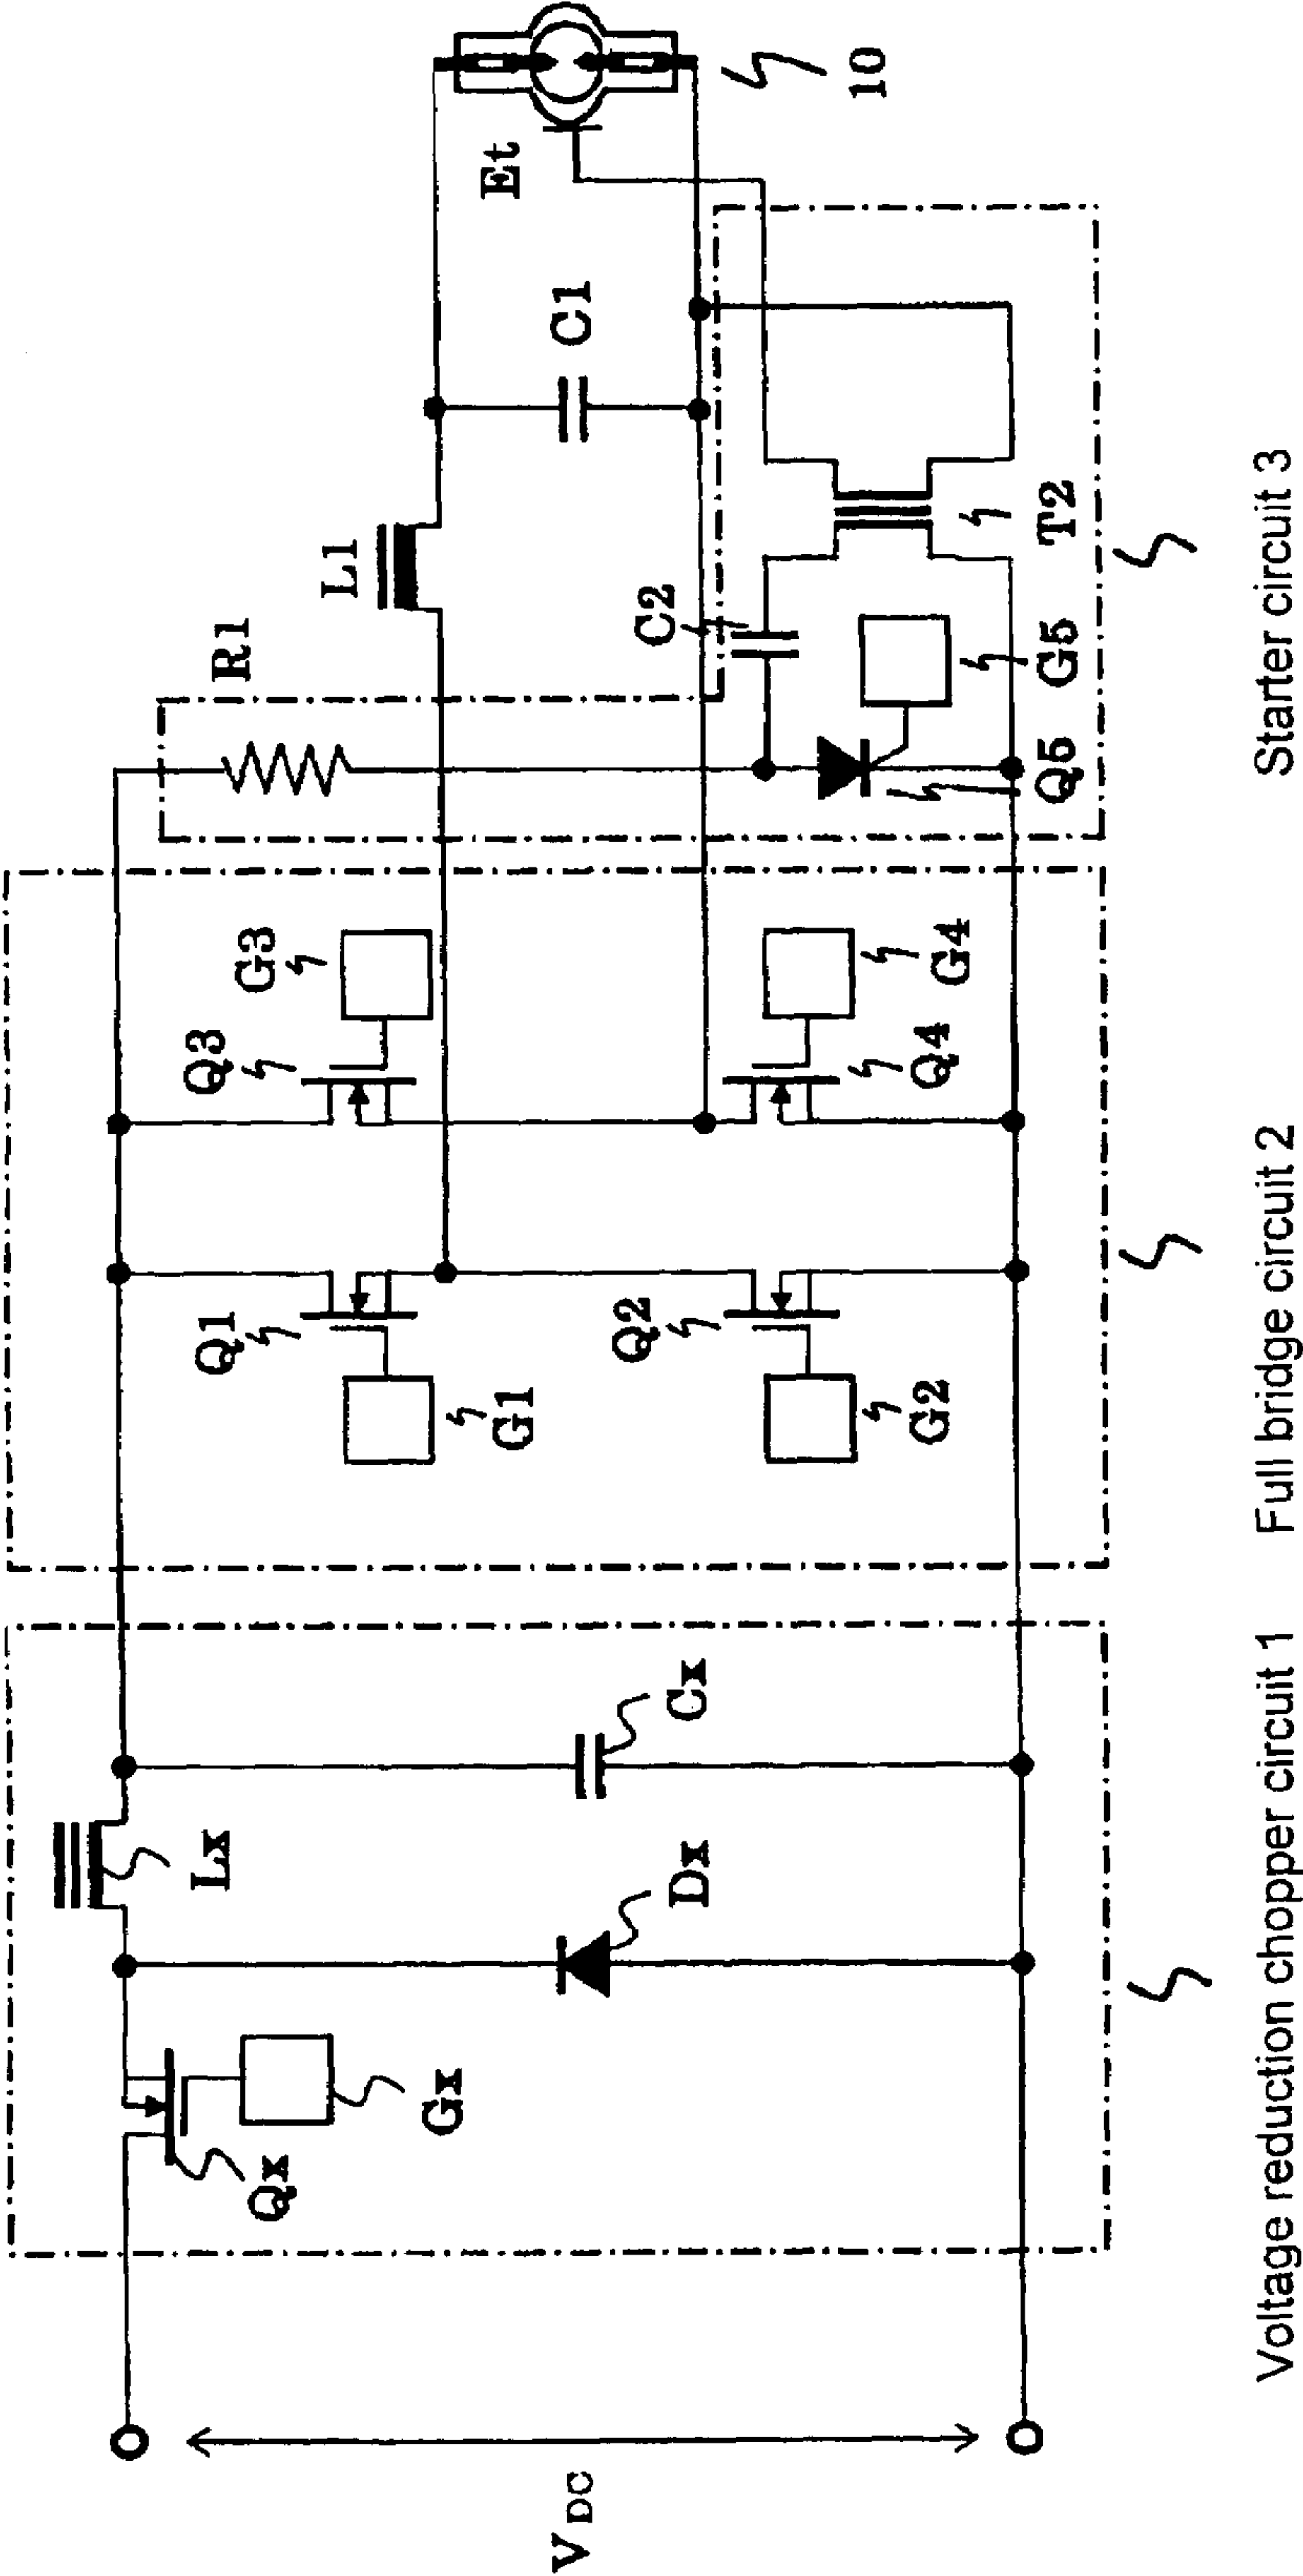 V DC
Qx
Gx
Lx
Dx
Cx
Q1
G1
Q2
G2
Q3
G3
Q4
G4
R1
L1
C2
Q5
G5
T2
C1
Et
10
Voltage reduction chopper circuit 1
Full bridge circuit 2
Starter circuit 3